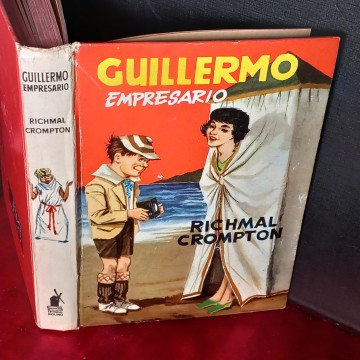 GUILLERMO
EMPRESARIO
RICHMAL
CROMPTON
GUILLERMO
EMPRESARIO
RICHMAL
CROMPTON